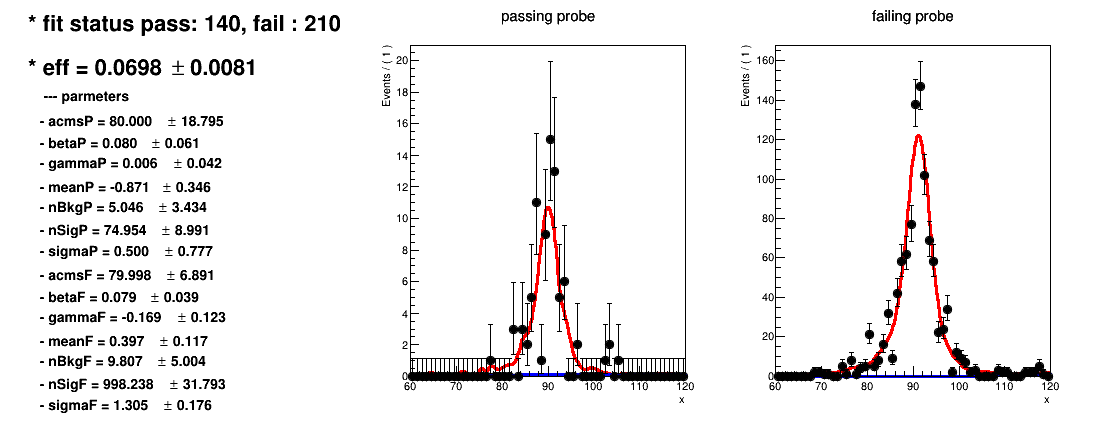 * fit status pass: 140, fail : 210
* eff = 0.0698 ± 0.0081
--- parmeters
- acmsP = 80.000 ± 18.795
- betaP = 0.080 ± 0.061
- gammaP = 0.006 ± 0.042
- meanP = -0.871 ± 0.346
- nBkgP = 5.046 ± 3.434
- nSigP = 74.954 ± 8.991
- sigmaP = 0.500 ± 0.777
- acmsF = 79.998 ± 6.891
- betaF = 0.079 ± 0.039
- gammaF = -0.169 ± 0.123
- meanF = 0.397 ± 0.117
- nBkgF = 9.807 ± 5.004
- nSigF = 998.238 ± 31.793
- sigmaF = 1.305 ± 0.176
passing probe
Events / ( 1 )
20
18
16
14
12
10
8
6
4
2
0
60 70 80 90 100 110 120
x
failing probe
Events / ( 1 )
160
140
120
100
80
60
40
20
0
60 70 80 90 100 110 120
x